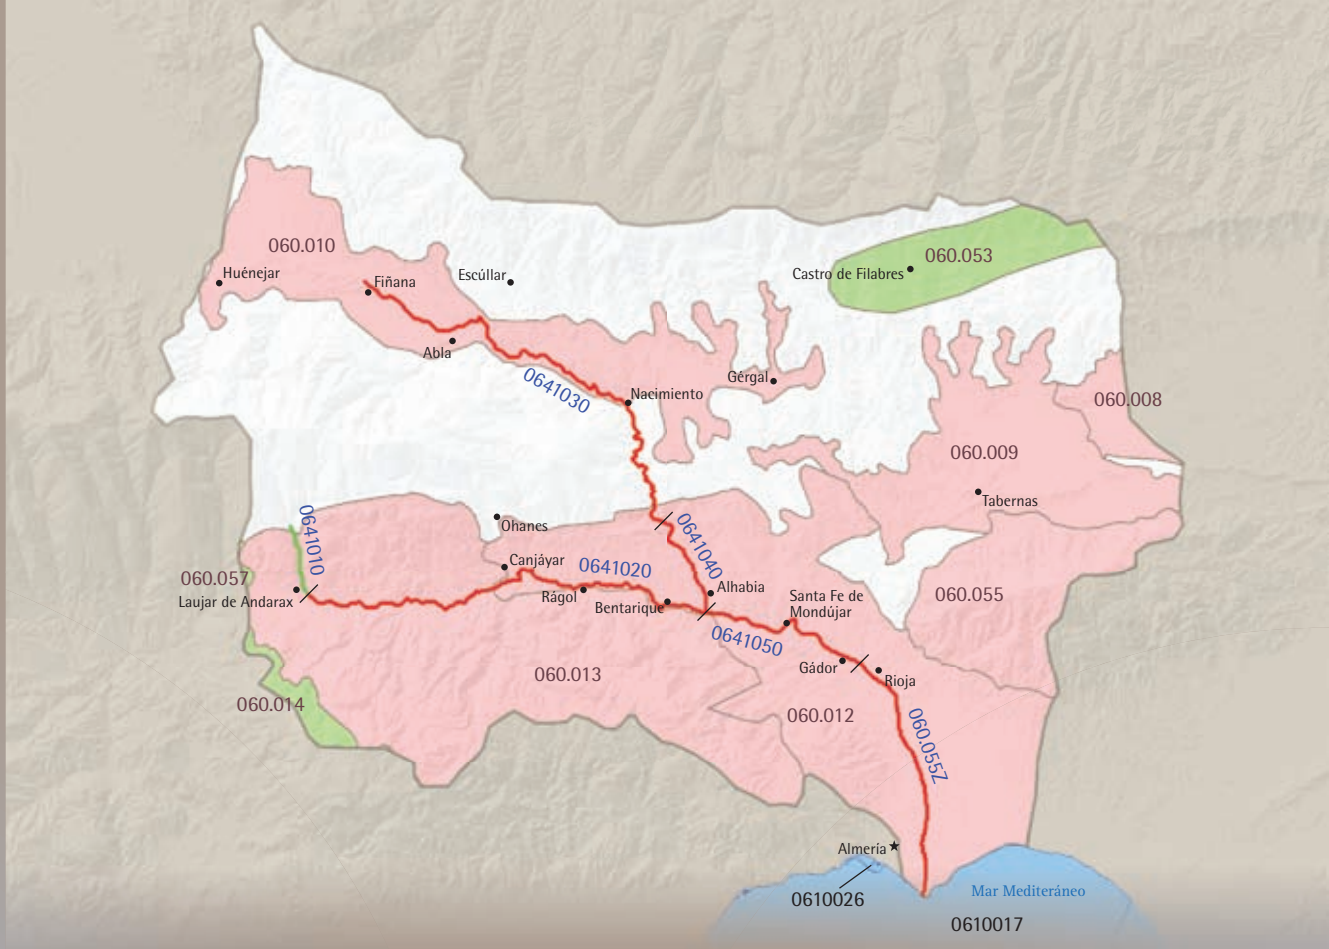 060.010
060.053
Huénejar
Fiñana
Escúllar
Castro de Filabres
Abla
0641030
Nacimiento
Gérgal
060.008
060.009
Tabernas
Ohanes
0641010
0641040
Canjáyar
0641020
060.057
Laujar de Andarax
Rágol
Bentarique
Alhabia
Santa Fe de
Mondújar
060.055
0641050
Gádor
Rioja
060.013
060.014
060.012
060.055Z
Almería
0610026
Mar Mediteráneo
0610017